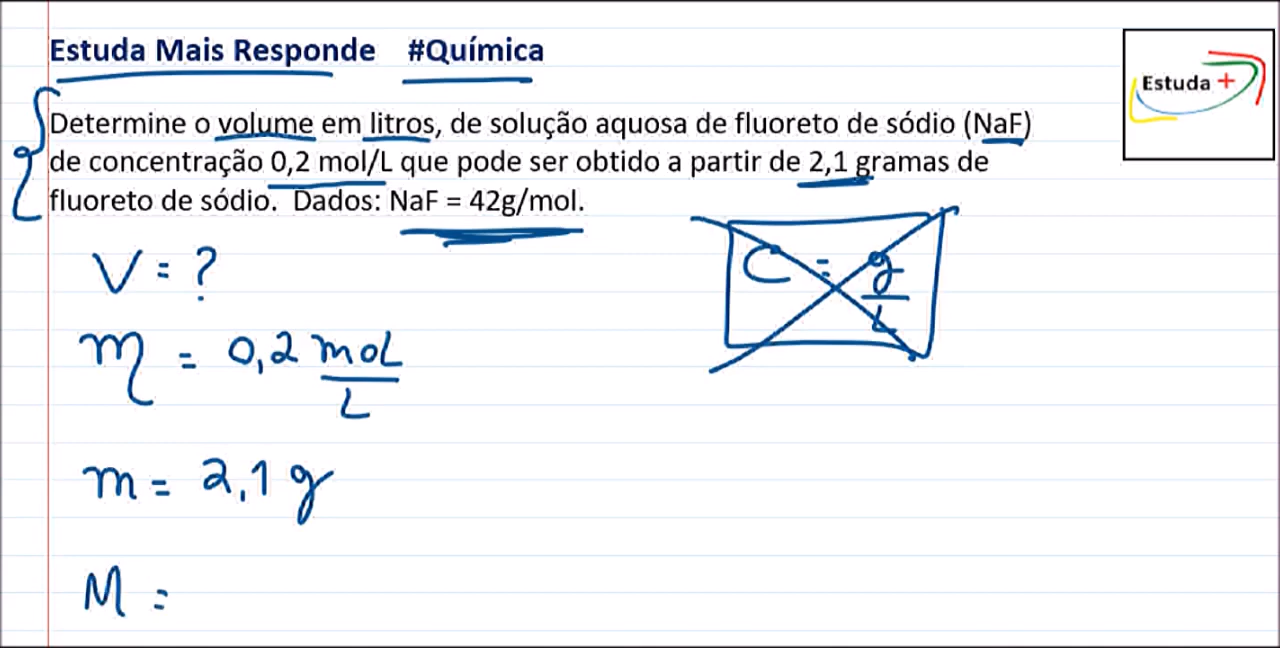 Estuda Mais Responde #Química
Estuda +
Determine o volume em litros, de solução aquosa de fluoreto de sódio (NaF)
de concentração 0,2 mol/L que pode ser obtido a partir de 2,1 gramas de
fluoreto de sódio. Dados: NaF = 42g/mol.
V = ?
C = g/L
m = 0,2 moL/L
m = 2,1 g
M =